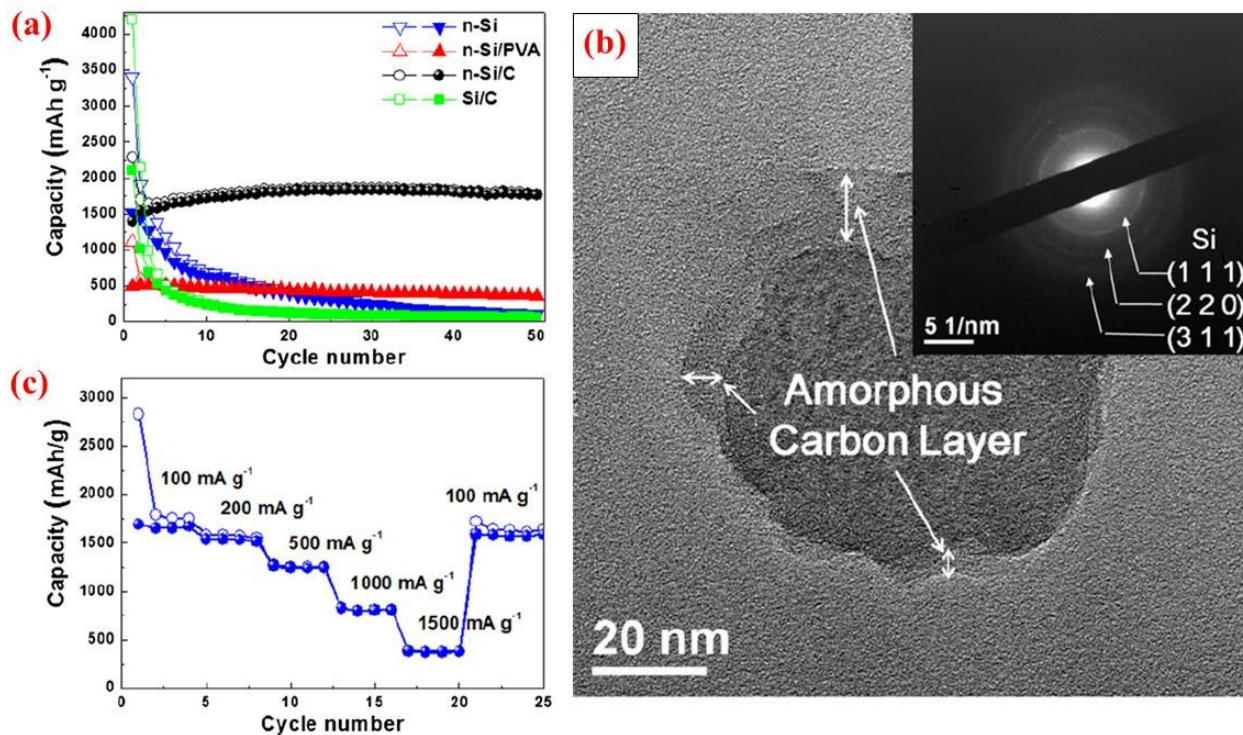 (a)
4000
3500
3000
2500
2000
1500
1000
500
0
Capacity (mAh g⁻¹)
n-Si
n-Si/PVA
n-Si/C
Si/C
0 10 20 30 40 50
Cycle number
(b)
Si
(1 1 1)
(2 2 0)
(3 1 1)
5 1/nm
Amorphous
Carbon Layer
20 nm
(c)
3000
2500
2000
1500
1000
500
0
Capacity (mAh/g)
100 mA g⁻¹
200 mA g⁻¹
500 mA g⁻¹
1000 mA g⁻¹
1500 mA g⁻¹
100 mA g⁻¹
0 5 10 15 20 25
Cycle number